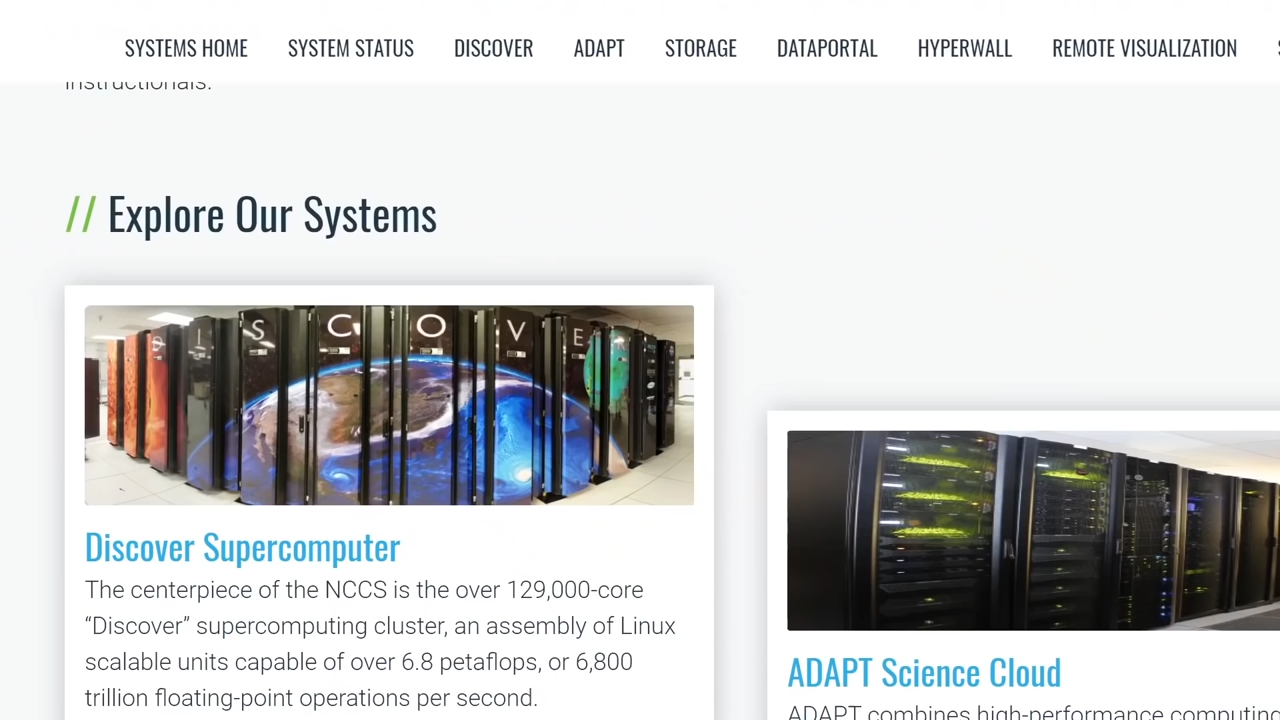 SYSTEMS HOME SYSTEM STATUS DISCOVER ADAPT STORAGE DATAPORTAL HYPERWALL REMOTE VISUALIZATION
instructionals.
// Explore Our Systems
D I S C O V E R
Discover Supercomputer
The centerpiece of the NCCS is the over 129,000-core
“Discover” supercomputing cluster, an assembly of Linux
scalable units capable of over 6.8 petaflops, or 6,800
trillion floating-point operations per second.
ADAPT Science Cloud
ADAPT combines high-performance computing